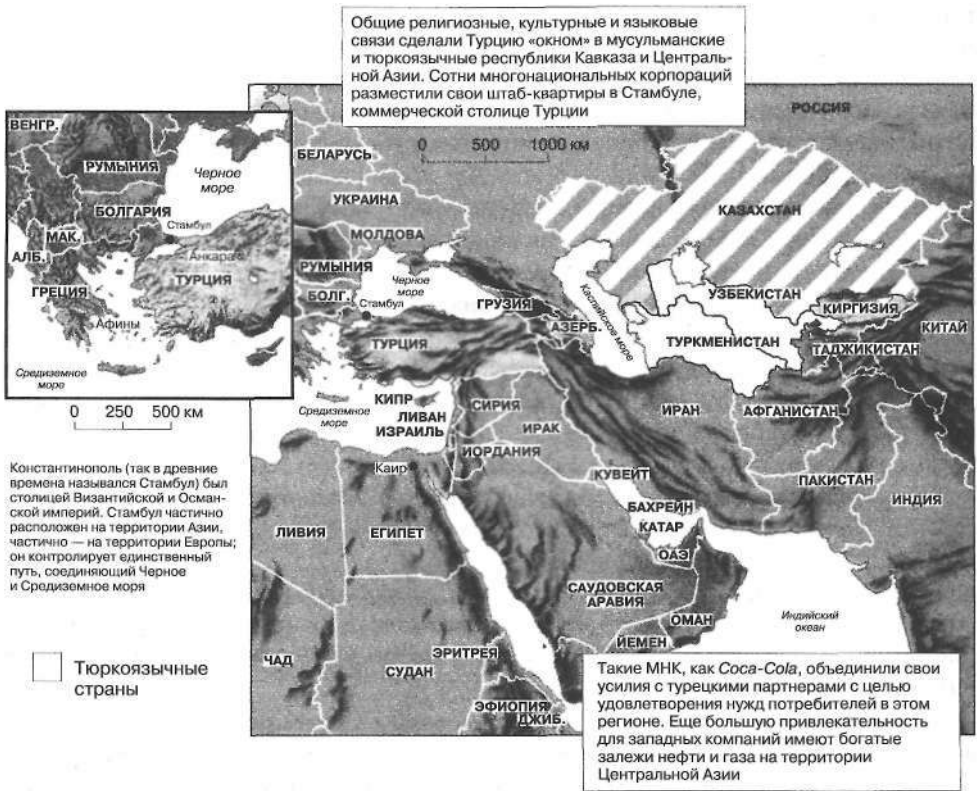 Общие религиозные, культурные и языковые
связи сделали Турцию «окном» в мусульманские
и тюркоязычные республики Кавказа и Централь-
ной Азии. Сотни многонациональных корпораций
разместили свои штаб-квартиры в Стамбуле,
коммерческой столице Турции
ВЕНГР.
РУМЫНИЯ
Черное
море
БОЛГАРИЯ
Стамбул
МАК.
Анкара
АЛБ.
ТУРЦИЯ
ГРЕЦИЯ
Афины
Средиземное
море
0 250 500 км
РОССИЯ
0 500 1000 км
БЕЛАРУСЬ
УКРАИНА
КАЗАХСТАН
МОЛДОВА
РУМЫНИЯ
Черное
море
БОЛГ.
Стамбул
ГРУЗИЯ
Каспийское море
УЗБЕКИСТАН
КИРГИЗИЯ
АЗЕРБ.
ТУРЦИЯ
ТУРКМЕНИСТАН
КИТАЙ
ТАДЖИКИСТАН
КИПР
Средиземное
море
ЛИВАН
СИРИЯ
ИРАН
АФГАНИСТАН
ИЗРАИЛЬ
ИРАК
ИОРДАНИЯ
Каир
КУВЕЙТ
ПАКИСТАН
ИНДИЯ
БАХРЕЙН
КАТАР
ЛИВИЯ
ЕГИПЕТ
ОАЭ
САУДОВСКАЯ
АРАВИЯ
ОМАН
Индийский
океан
ЙЕМЕН
ЧАД
СУДАН
ЭРИТРЕЯ
ЭФИОПИЯ
ДЖИБ.
Константинополь (так в древние
времена назывался Стамбул) был
столицей Византийской и Осман-
ской империй. Стамбул частично
расположен на территории Азии,
частично — на территории Европы;
он контролирует единственный
путь, соединяющий Черное
и Средиземное моря
Тюркоязычные
страны
Такие МНК, как Coca-Cola, объединили свои
усилия с турецкими партнерами с целью
удовлетворения нужд потребителей в этом
регионе. Еще большую привлекательность
для западных компаний имеют богатые
залежи нефти и газа на территории
Центральной Азии